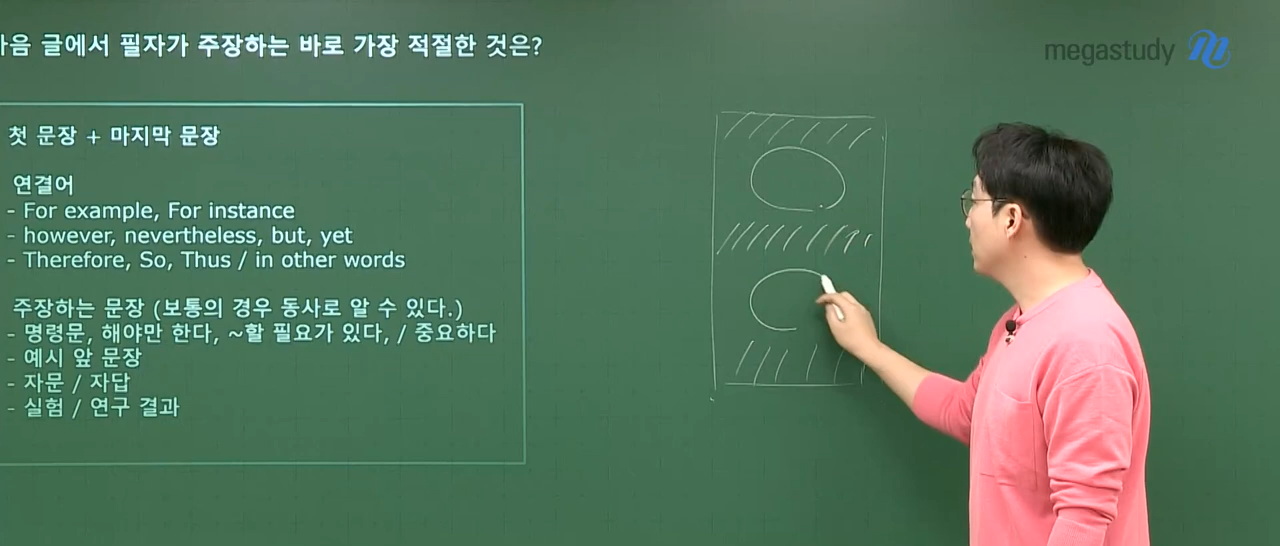 다음 글에서 필자가 주장하는 바로 가장 적절한 것은?
megastudy
첫 문장 + 마지막 문장
연결어
- For example, For instance
- however, nevertheless, but, yet
- Therefore, So, Thus / in other words
주장하는 문장 (보통의 경우 동사로 알 수 있다.)
- 명령문, 해야만 한다, ~할 필요가 있다, / 중요하다
- 예시 앞 문장
- 자문 / 자답
- 실험 / 연구 결과